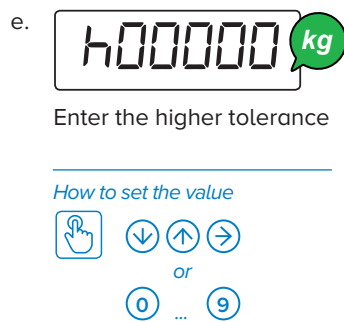 e.
h00000 kg
Enter the higher tolerance
How to set the value
or
0 ... 9